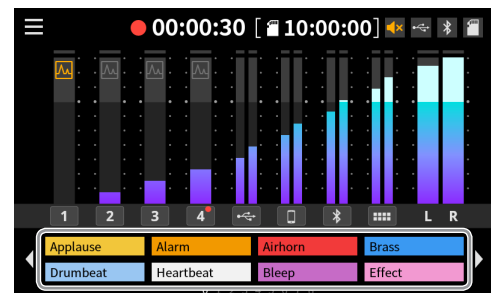 00:00:30 [ 10:00:00]
1 2 3 4 L R
Applause Alarm Airhorn Brass
Drumbeat Heartbeat Bleep Effect